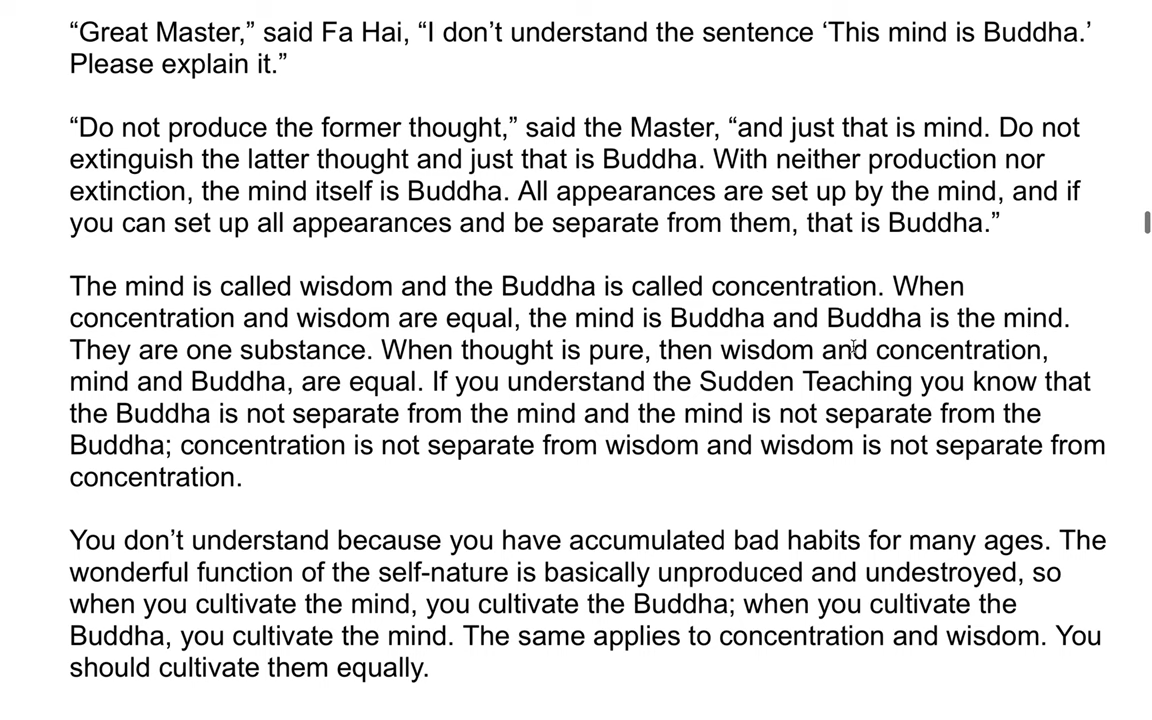 “Great Master,” said Fa Hai, “I don’t understand the sentence ‘This mind is Buddha.’
Please explain it.”
“Do not produce the former thought,” said the Master, “and just that is mind. Do not
extinguish the latter thought and just that is Buddha. With neither production nor
extinction, the mind itself is Buddha. All appearances are set up by the mind, and if
you can set up all appearances and be separate from them, that is Buddha.”
The mind is called wisdom and the Buddha is called concentration. When
concentration and wisdom are equal, the mind is Buddha and Buddha is the mind.
They are one substance. When thought is pure, then wisdom and concentration,
mind and Buddha, are equal. If you understand the Sudden Teaching you know that
the Buddha is not separate from the mind and the mind is not separate from the
Buddha; concentration is not separate from wisdom and wisdom is not separate from
concentration.
You don’t understand because you have accumulated bad habits for many ages. The
wonderful function of the self-nature is basically unproduced and undestroyed, so
when you cultivate the mind, you cultivate the Buddha; when you cultivate the
Buddha, you cultivate the mind. The same applies to concentration and wisdom. You
should cultivate them equally.